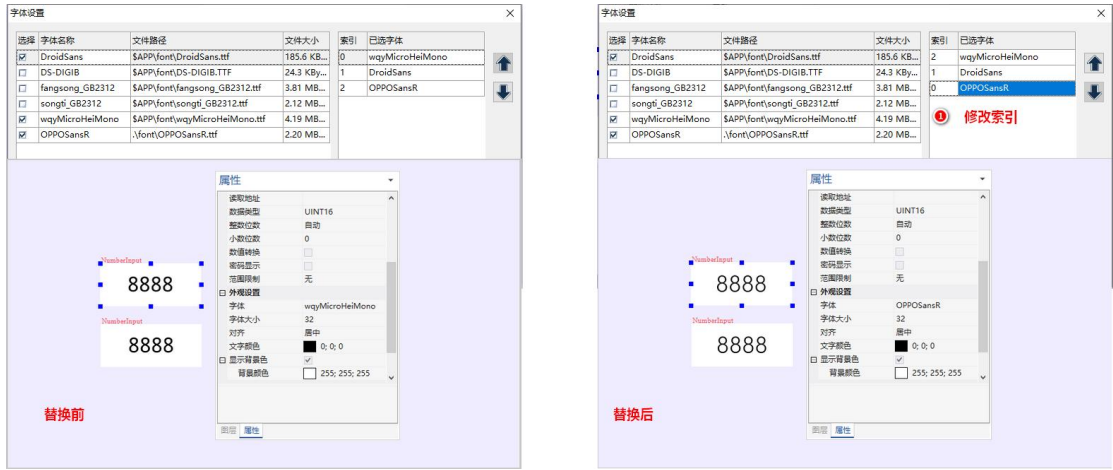 字体设置
选择 字体名称 文件路径 文件大小 索引 已选字体
DroidSans $APP\font\DroidSans.ttf 185.6 KB... 0 wqyMicroHeiMono
DS-DIGIB $APP\font\DS-DIGIB.TTF 24.3 KBy... 1 DroidSans
fangsong_GB2312 $APP\font\fangsong_GB2312.ttf 3.81 MB... 2 OPPOSansR
songti_GB2312 $APP\font\songti_GB2312.ttf 2.12 MB...
wqyMicroHeiMono $APP\font\wqyMicroHeiMono.ttf 4.19 MB...
OPPOSansR .\font\OPPOSansR.ttf 2.20 MB...
属性
读取地址
数据类型 UINT16
整数位数 自动
小数位数 0
数值转换
密码显示
范围限制 无
外观设置
字体 wqyMicroHeiMono
字体大小 32
对齐 居中
文字颜色 0; 0; 0
显示背景色
背景颜色 255; 255; 255
图层 属性
NumberInput
8888
NumberInput
8888
替换前
字体设置
选择 字体名称 文件路径 文件大小 索引 已选字体
DroidSans $APP\font\DroidSans.ttf 185.6 KB... 2 wqyMicroHeiMono
DS-DIGIB $APP\font\DS-DIGIB.TTF 24.3 KBy... 1 DroidSans
fangsong_GB2312 $APP\font\fangsong_GB2312.ttf 3.81 MB... 0 OPPOSansR
songti_GB2312 $APP\font\songti_GB2312.ttf 2.12 MB...
wqyMicroHeiMono $APP\font\wqyMicroHeiMono.ttf 4.19 MB...
OPPOSansR .\font\OPPOSansR.ttf 2.20 MB...
1 修改索引
属性
读取地址
数据类型 UINT16
整数位数 自动
小数位数 0
数值转换
密码显示
范围限制 无
外观设置
字体 OPPOSansR
字体大小 32
对齐 居中
文字颜色 0; 0; 0
显示背景色
背景颜色 255; 255; 255
图层 属性
NumberInput
8888
NumberInput
8888
替换后